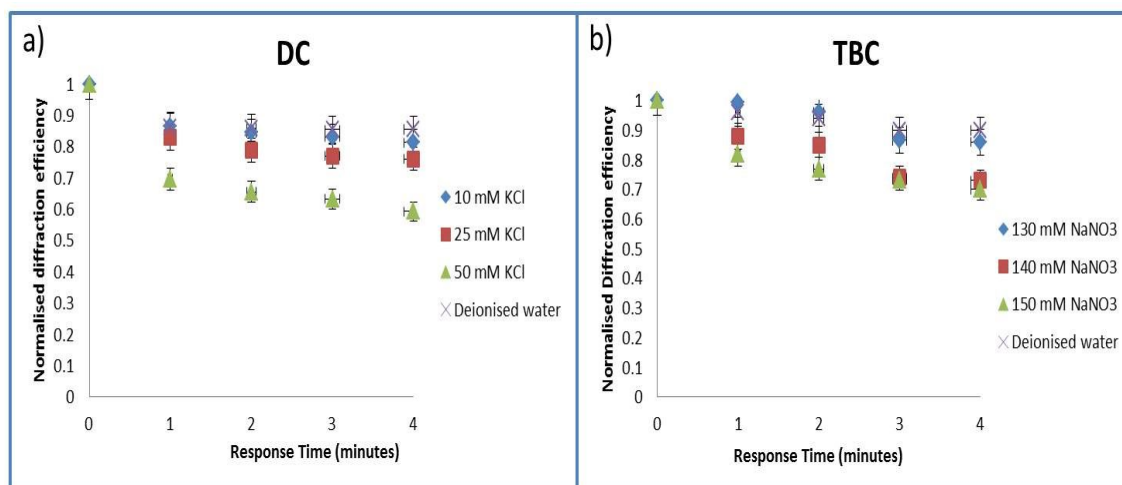 a)
DC
Normalised diffraction efficiency
1
0.9
0.8
0.7
0.6
0.5
0.4
0.3
0.2
0.1
0
0 1 2 3 4
Response Time (minutes)
10 mM KCl
25 mM KCl
50 mM KCl
Deionised water
b)
TBC
Normalised Diffrcation efficiency
1
0.9
0.8
0.7
0.6
0.5
0.4
0.3
0.2
0.1
0
0 1 2 3 4
Response Time (minutes)
130 mM NaNO3
140 mM NaNO3
150 mM NaNO3
Deionised water